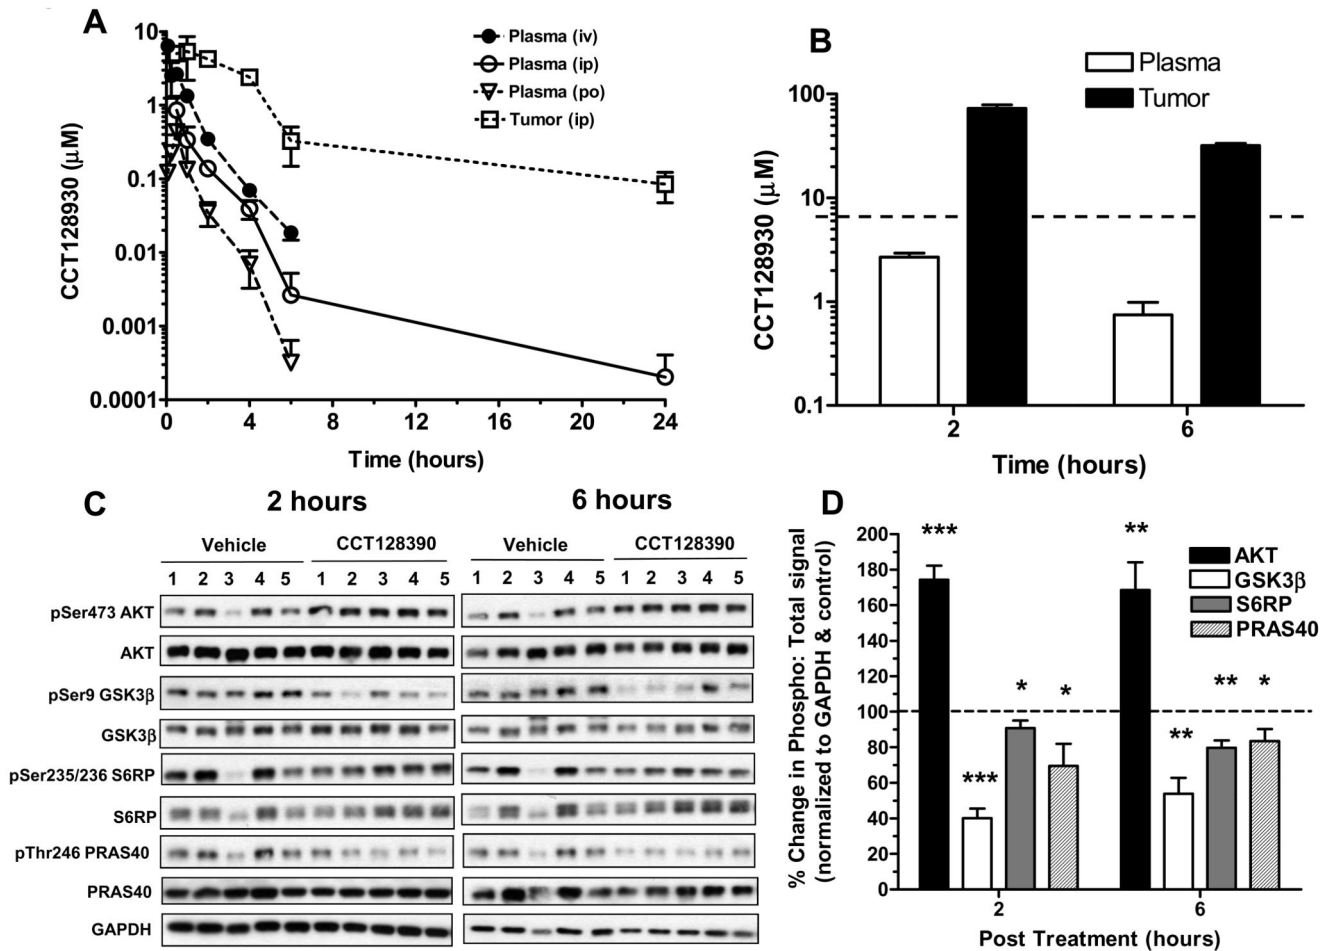 A
10
1
0.1
0.01
0.001
0.0001
CCT128930 (μM)
0 4 8 12 16 20 24
Time (hours)
Plasma (iv)
Plasma (ip)
Plasma (po)
Tumor (ip)
B
Plasma
Tumor
100
10
1
0.1
CCT128930 (μM)
2 6
Time (hours)
C
2 hours 6 hours
Vehicle CCT128390 Vehicle CCT128390
1 2 3 4 5 1 2 3 4 5 1 2 3 4 5 1 2 3 4 5
pSer473 AKT
AKT
pSer9 GSK3β
GSK3β
pSer235/236 S6RP
S6RP
pThr246 PRAS40
PRAS40
GAPDH
D
% Change in Phospho: Total signal
(normalized to GAPDH & control)
200
180
160
140
120
100
80
60
40
20
0
*** *** * * ** ** ** *
AKT
GSK3β
S6RP
PRAS40
2 6
Post Treatment (hours)